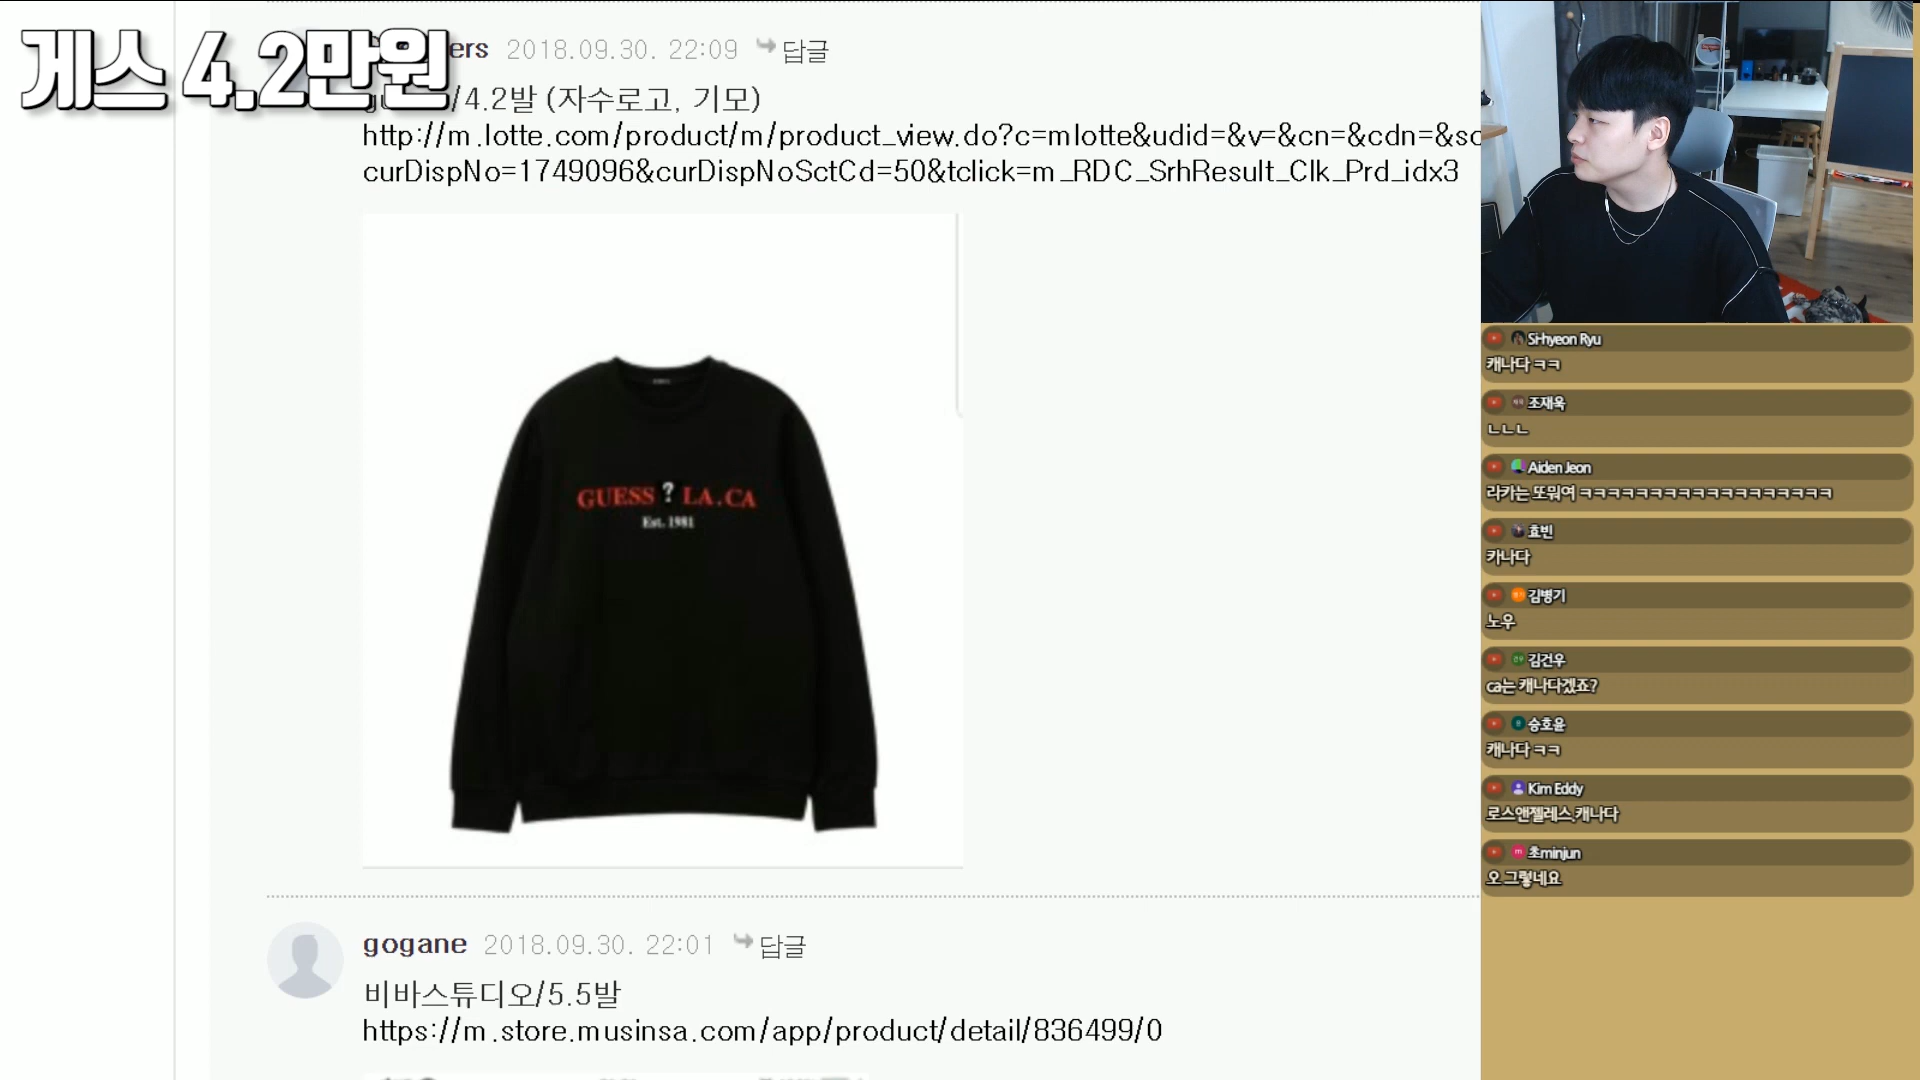 게스 4.2만원
ers 2018.09.30. 22:09 답글
/4.2발 (자수로고, 기모)
http://m.lotte.com/product/m/product_view.do?c=mlotte&udid=&v=&cn=&cdn=&sc
curDispNo=1749096&curDispNoSctCd=50&tclick=m_RDC_SrhResult_Clk_Prd_idx3
GUESS ? LA.CA
Est. 1981
gogane 2018.09.30. 22:01 답글
비바스튜디오/5.5발
https://m.store.musinsa.com/app/product/detail/836499/0
Si-hyeon Ryu
캐나다 ㅋㅋ
조재욱
ㄴㄴㄴ
Aiden Jeon
라카는 또뭐여 ㅋㅋㅋㅋㅋㅋㅋㅋㅋㅋㅋㅋㅋㅋㅋㅋㅋㅋ
효빈
카나다
김병기
노우
김건우
ca는 캐나다겠죠?
승호윤
캐나다 ㅋㅋ
Kim Eddy
로스앤젤레스,캐나다
초minjun
오 그렇네요